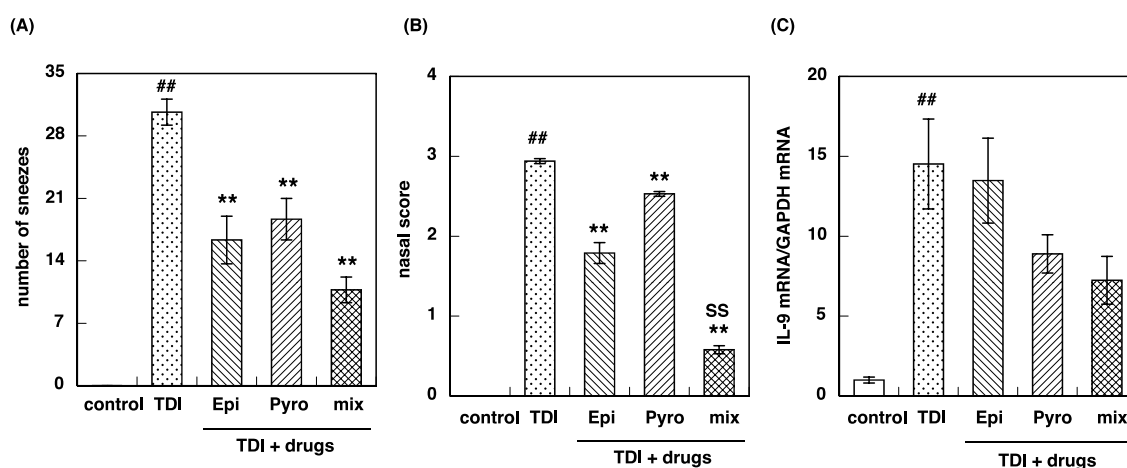 (A)
number of sneezes
35
28
21
14
7
0
##
**
**
**
control TDI Epi Pyro mix
TDI + drugs
(B)
nasal score
4
3
2
1
0
##
**
**
SS
**
control TDI Epi Pyro mix
TDI + drugs
(C)
IL-9 mRNA/GAPDH mRNA
20
15
10
5
0
##
control TDI Epi Pyro mix
TDI + drugs